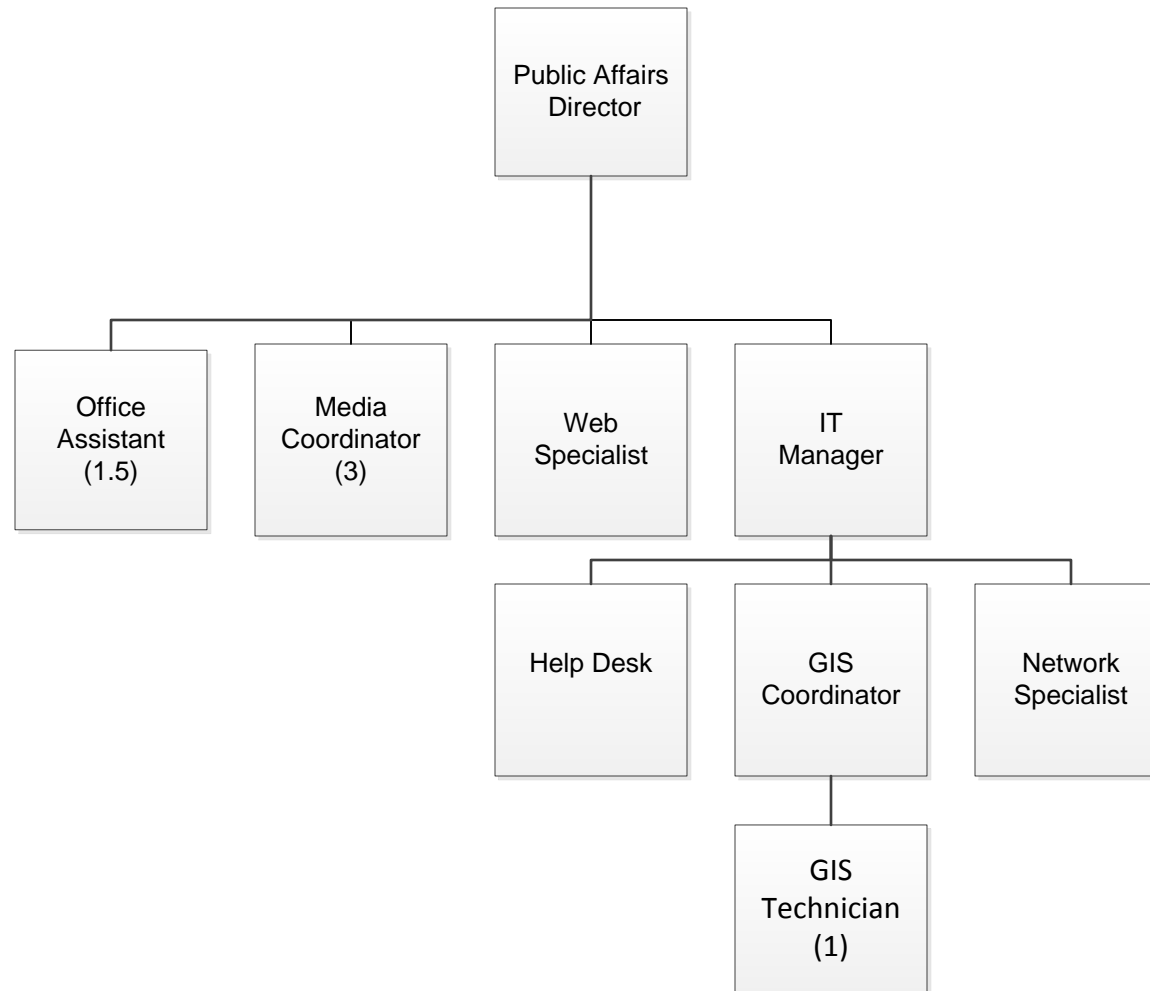 Public Affairs
Director
Office
Assistant
(1.5)
Media
Coordinator
(3)
Web
Specialist
IT
Manager
Help Desk
GIS
Coordinator
Network
Specialist
GIS
Technician
(1)